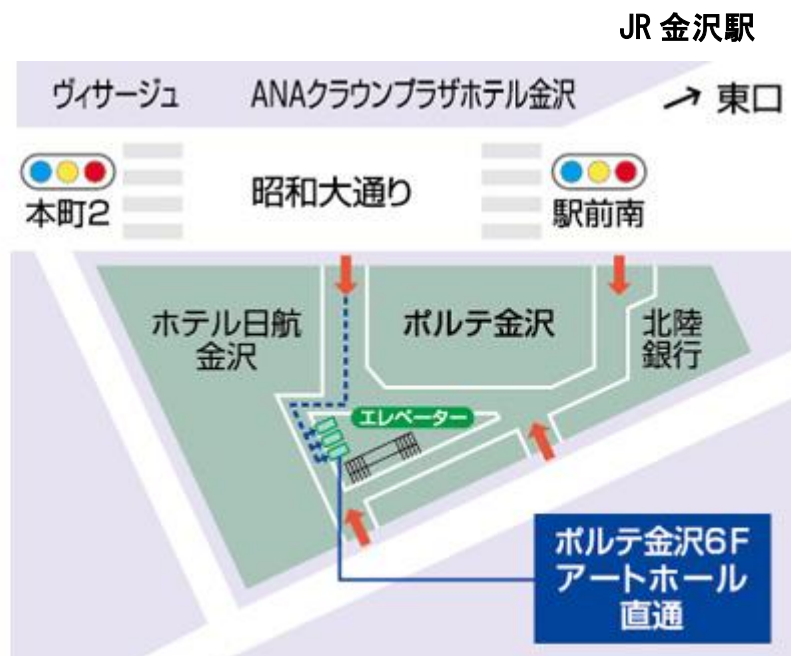 JR 金沢駅
ヴィサージュ
ANAクラウンプラザホテル金沢
東口
本町2
昭和大通り
駅前南
ホテル日航
金沢
ポルテ金沢
北陸
銀行
エレベーター
ポルテ金沢6F
アートホール
直通